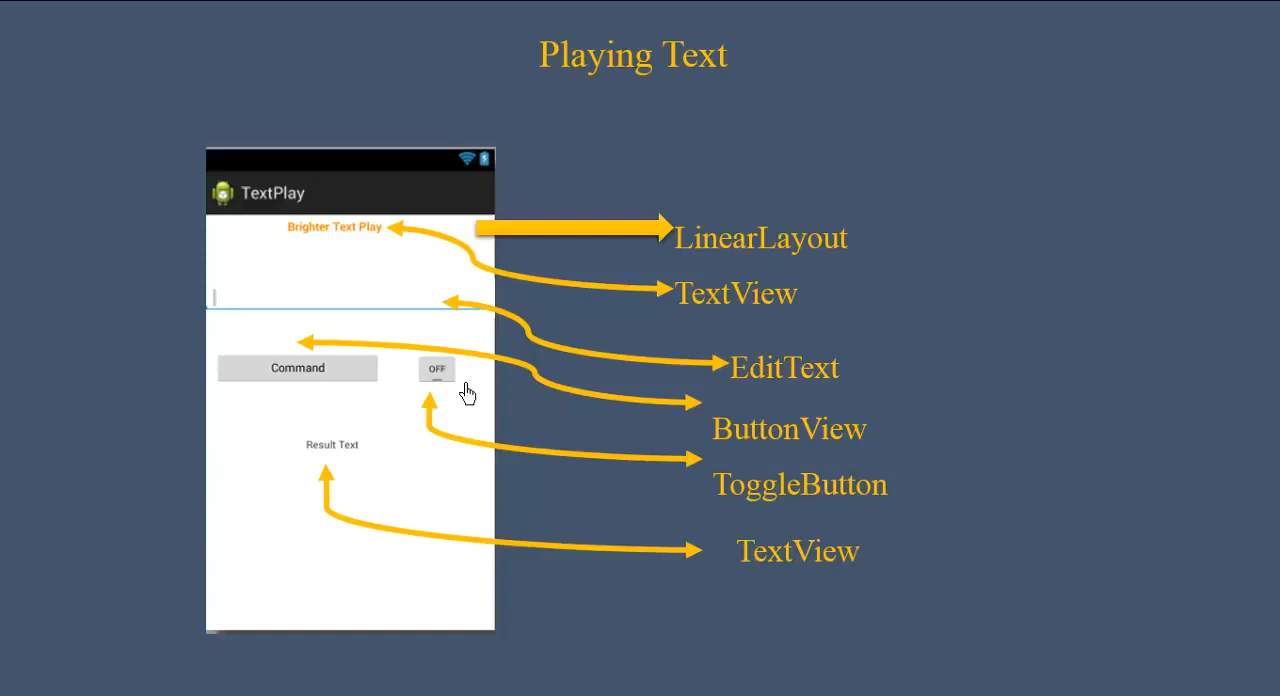 Playing Text
TextPlay
Brighter Text Play
LinearLayout
TextView
EditText
Command
OFF
ButtonView
Result Text
ToggleButton
TextView